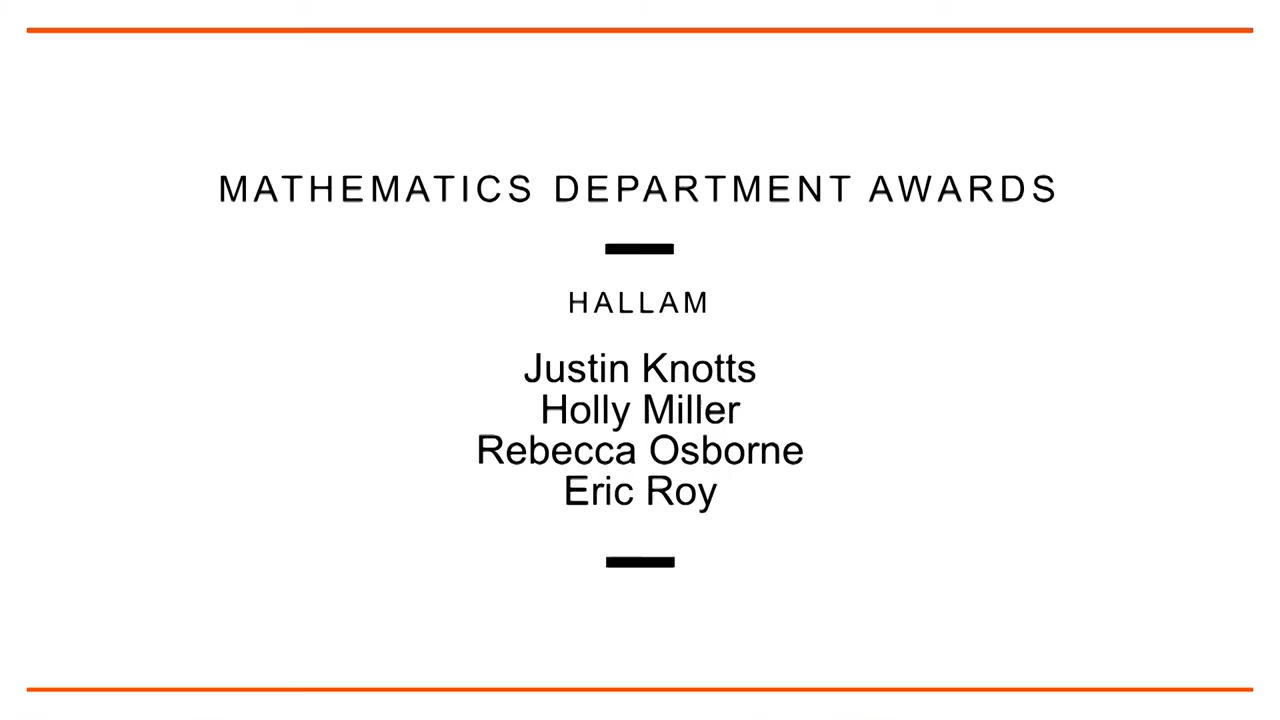 MATHEMATICS DEPARTMENT AWARDS
HALLAM
Justin Knotts
Holly Miller
Rebecca Osborne
Eric Roy